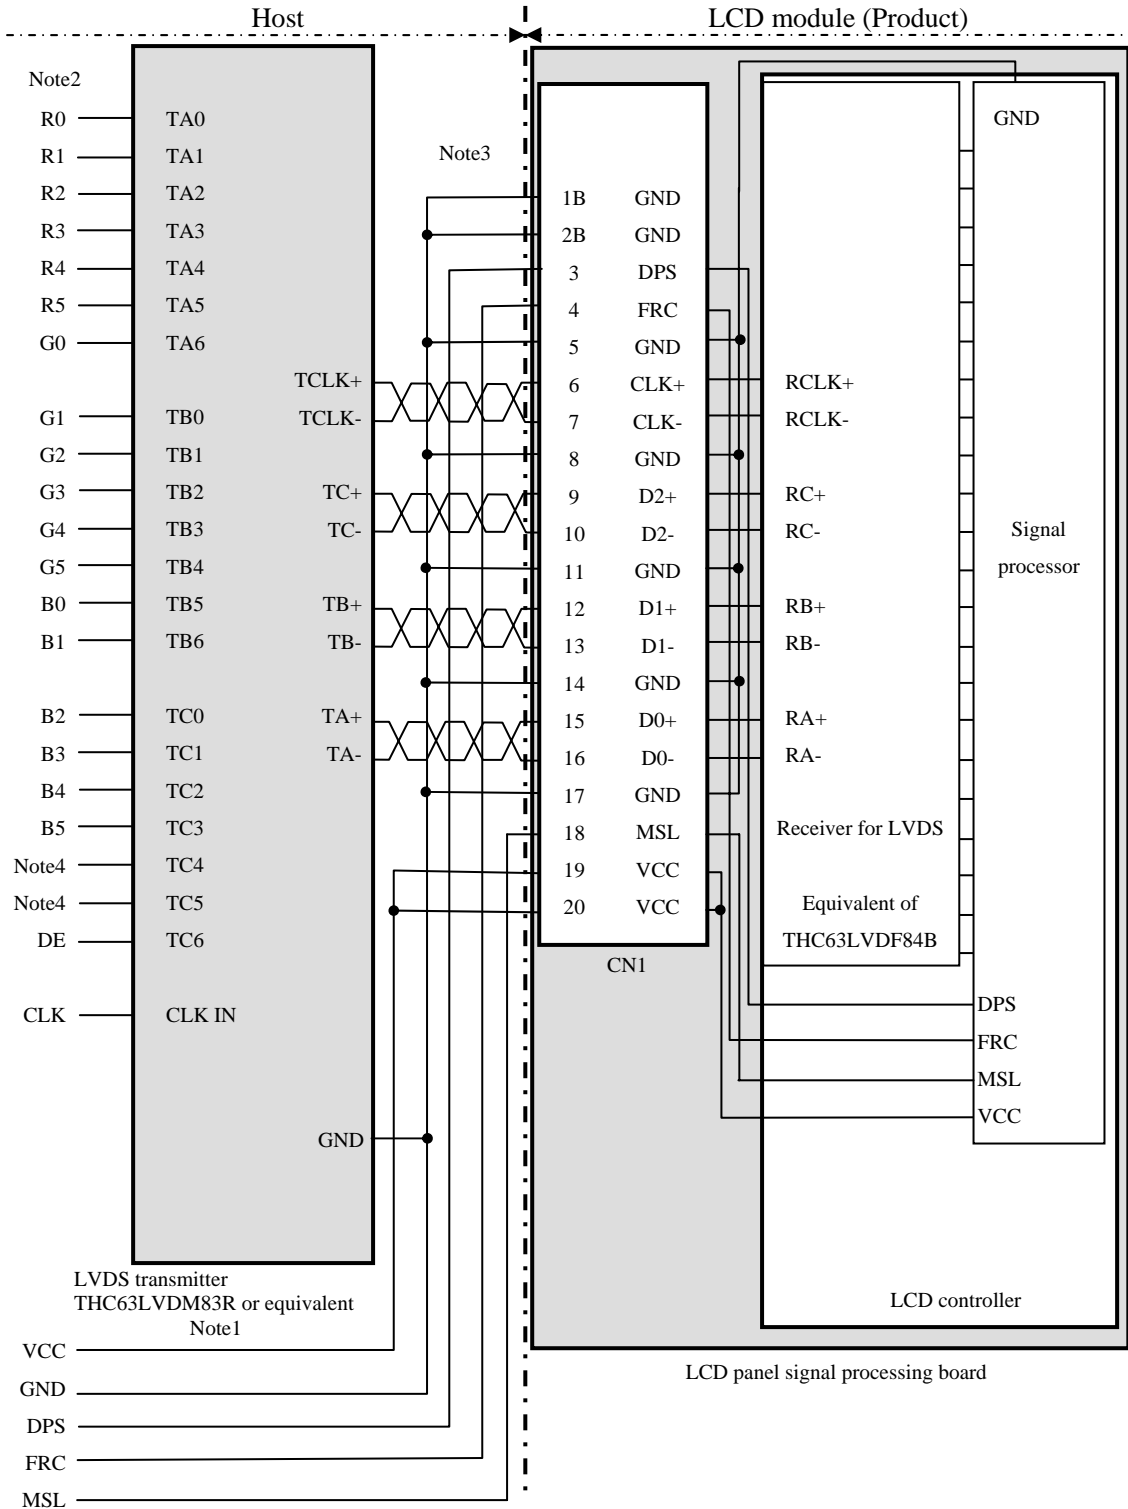 Host
LCD module (Product)
Note2
R0 TA0
R1 TA1
R2 TA2
R3 TA3
R4 TA4
R5 TA5
G0 TA6
G1 TB0
G2 TB1
G3 TB2
G4 TB3
G5 TB4
B0 TB5
B1 TB6
B2 TC0
B3 TC1
B4 TC2
B5 TC3
Note4 TC4
Note4 TC5
DE TC6
CLK CLK IN
TCLK+
TCLK-
TC+
TC-
TB+
TB-
TA+
TA-
GND
LVDS transmitter
THC63LVDM83R or equivalent
Note1
VCC
GND
DPS
FRC
MSL
Note3
1B GND
2B GND
3 DPS
4 FRC
5 GND
6 CLK+
7 CLK-
8 GND
9 D2+
10 D2-
11 GND
12 D1+
13 D1-
14 GND
15 D0+
16 D0-
17 GND
18 MSL
19 VCC
20 VCC
CN1
RCLK+
RCLK-
RC+
RC-
RB+
RB-
RA+
RA-
Receiver for LVDS
Equivalent of
THC63LVDF84B
GND
Signal
processor
DPS
FRC
MSL
VCC
LCD controller
LCD panel signal processing board